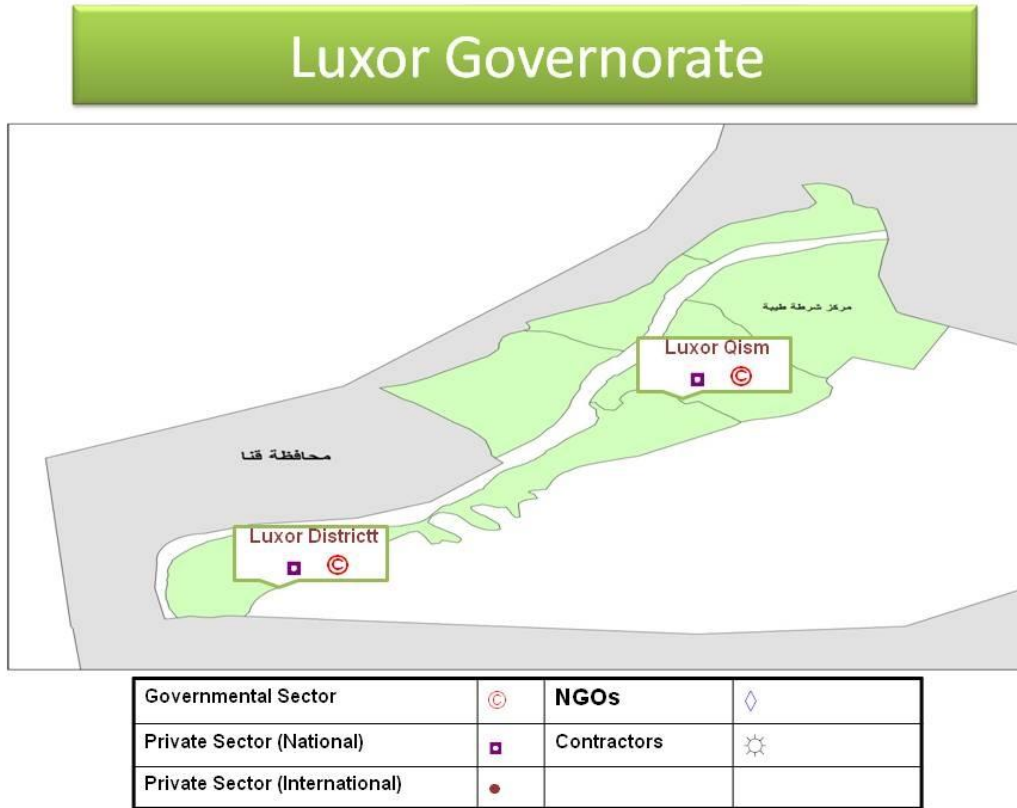 Luxor Governorate
مركز شرطة طيبة
Luxor Qism
©
محافظة قنا
Luxor Districtt
©
Governmental Sector © NGOs ◊
Private Sector (National) Contractors
Private Sector (International)